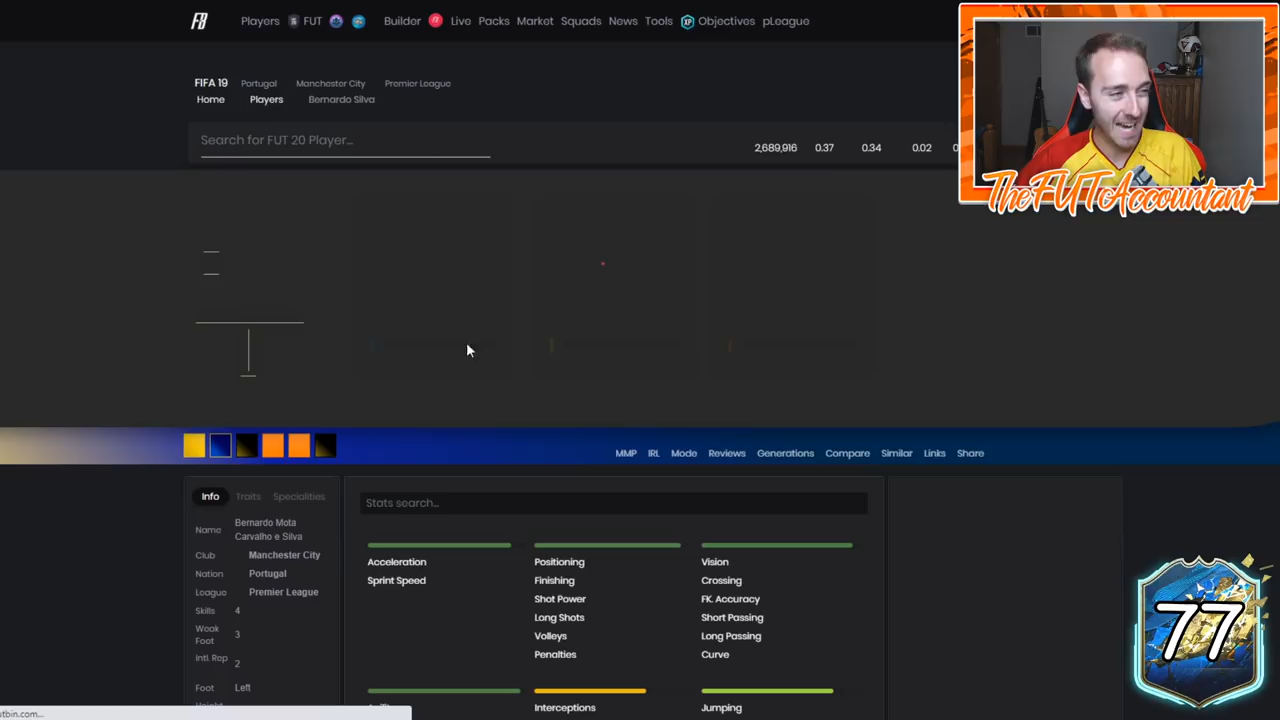 FB Players FUT Builder Live Packs Market Squads News Tools XP Objectives pLeague
FIFA 19 Portugal Manchester City Premier League
Home Players Bernardo Silva
Search for FUT 20 Player...
2,689,916 0.37 0.34 0.02
TheFUTAccountant
MMP IRL Mode Reviews Generations Compare Similar Links Share
Info Traits Specialities
Stats search...
Name Bernardo Mota
Carvalho e Silva
Club Manchester City
Nation Portugal
League Premier League
Skills 4
Weak
Foot 3
Intl. Rep 2
Foot Left
Acceleration Positioning Vision
Sprint Speed Finishing Crossing
Shot Power FK. Accuracy
Long Shots Short Passing
Volleys Long Passing
Penalties Curve
Interceptions Jumping
77
utbin.com...